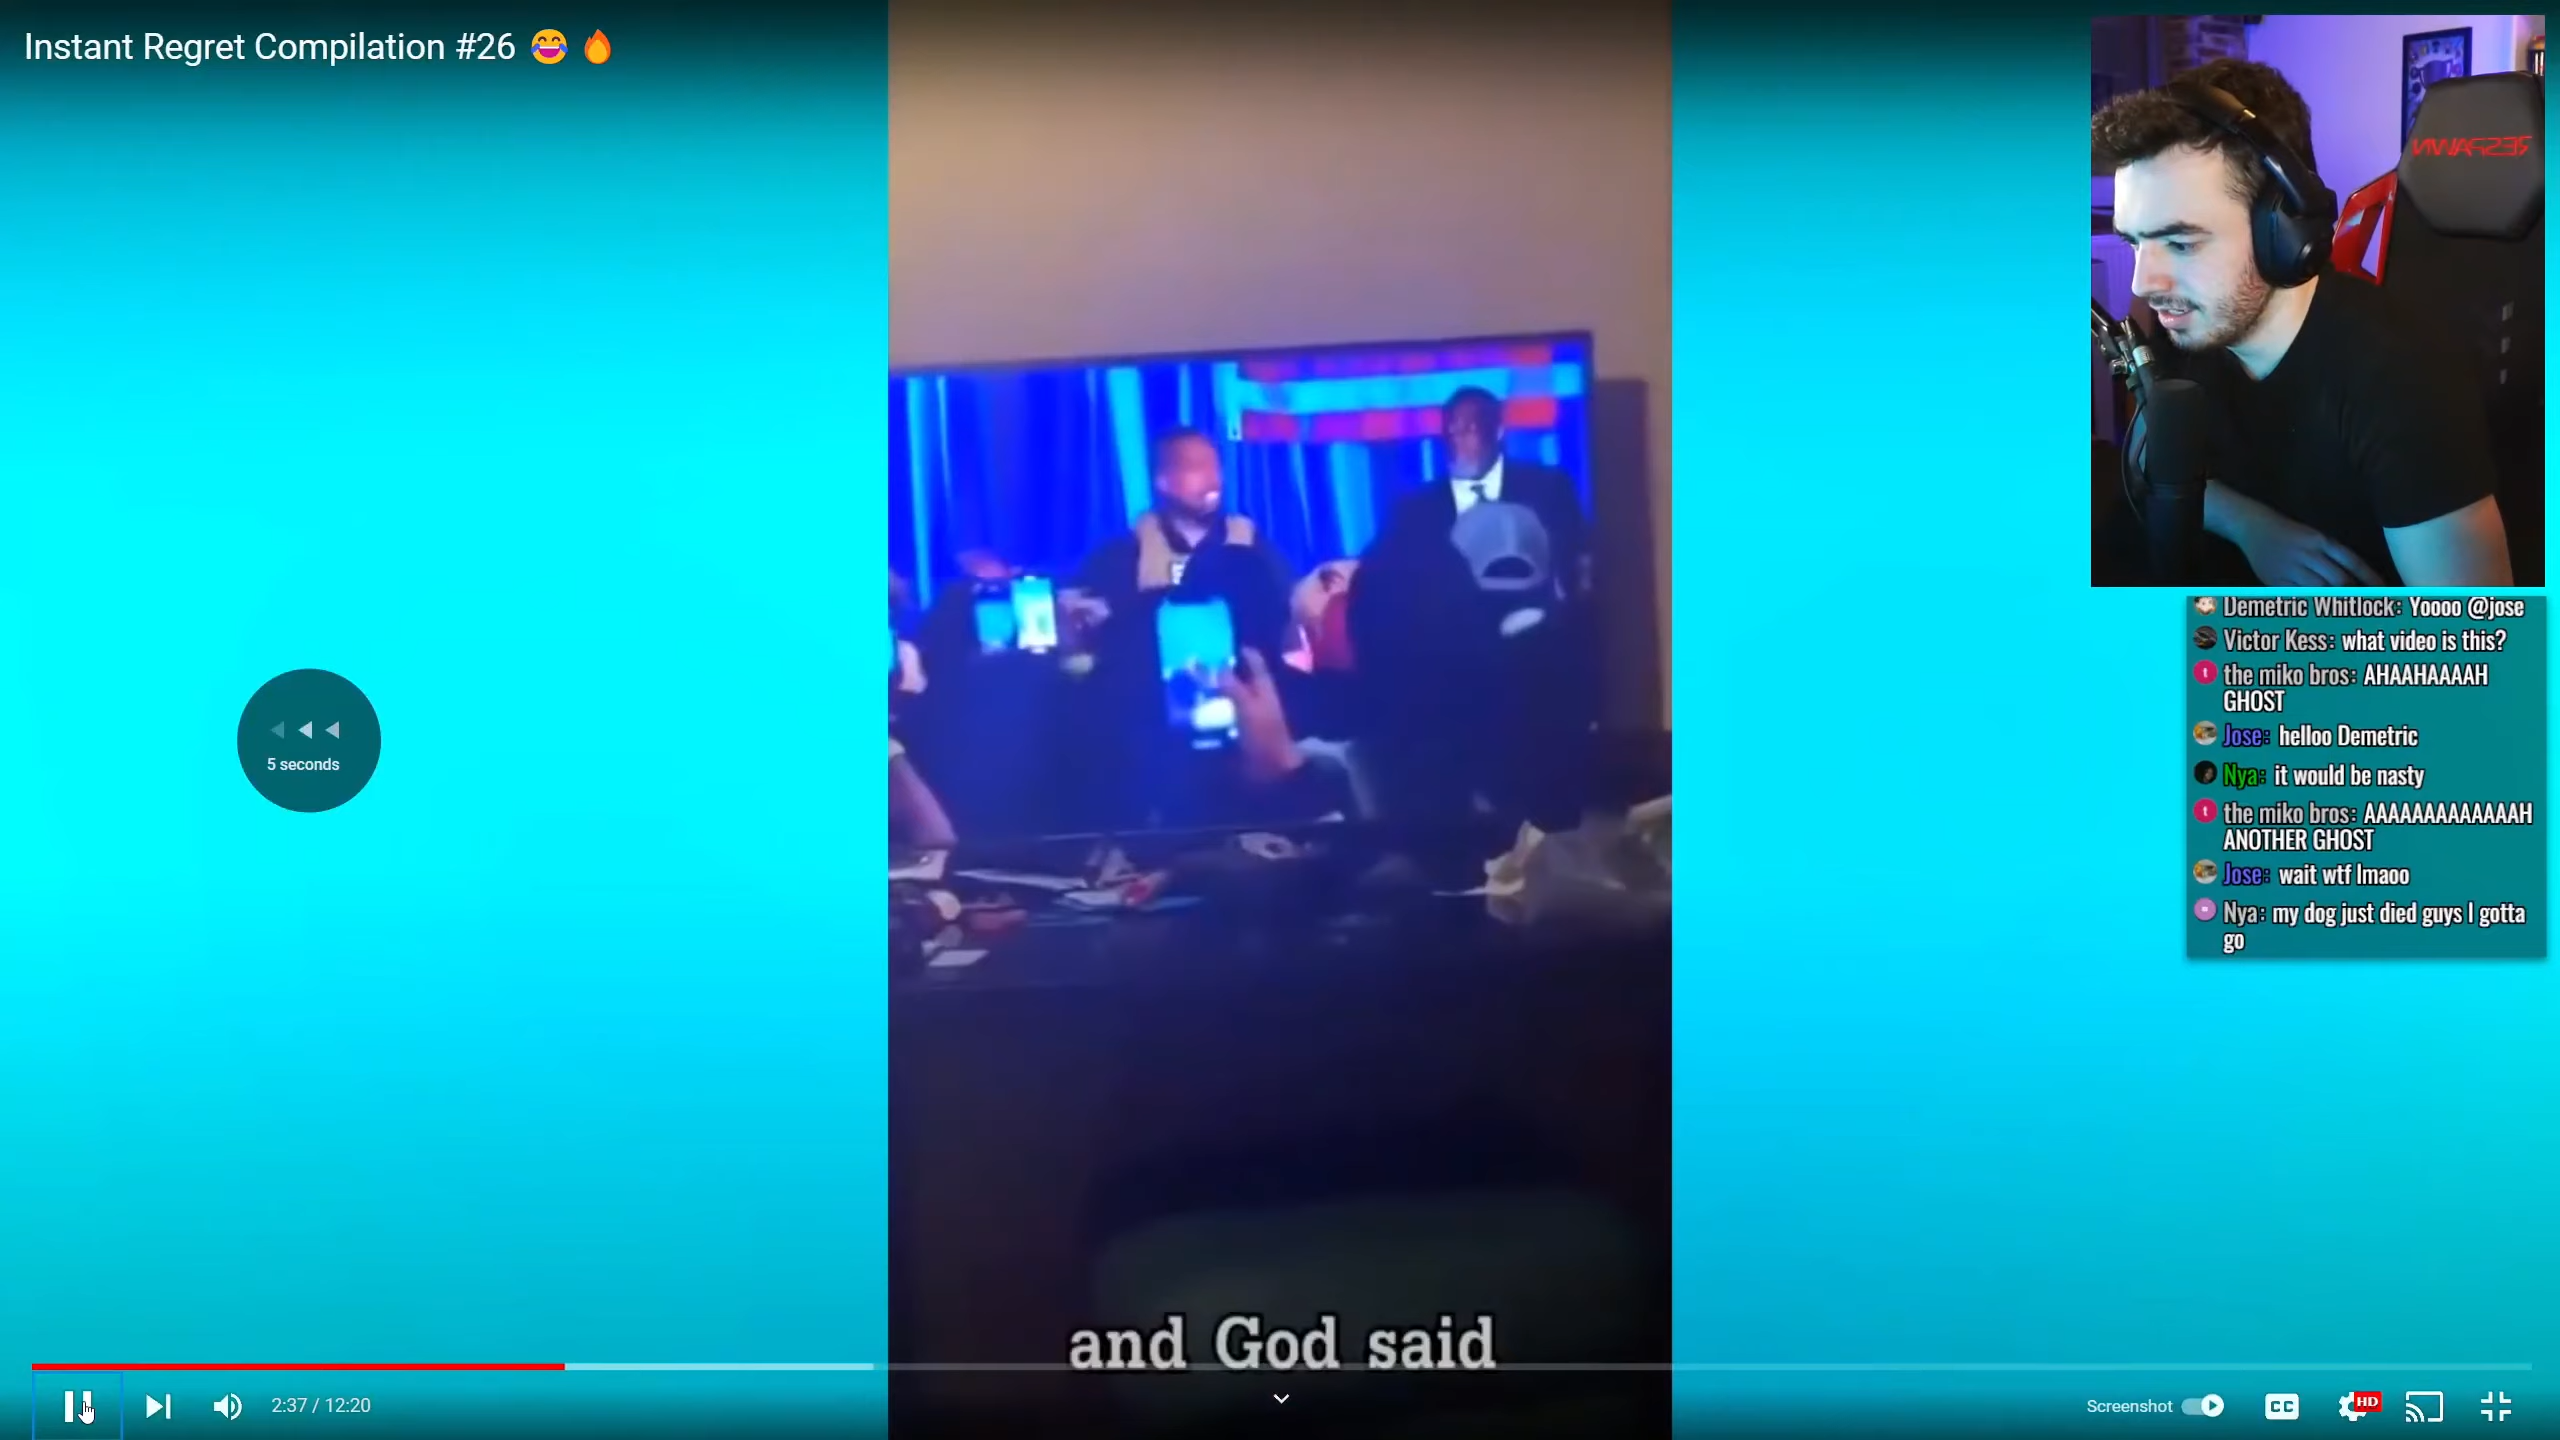 Instant Regret Compilation #26 😂 🔥
RESPAWN
Demetric Whitlock: Yoooo @jose
Victor Kess: what video is this?
t the miko bros: AHAAHAAAAH
GHOST
Jose: helloo Demetric
Nya: it would be nasty
t the miko bros: AAAAAAAAAAAAAH
ANOTHER GHOST
Jose: wait wtf lmaoo
Nya: my dog just died guys I gotta
go
5 seconds
and God said
2:37 / 12:20
Screenshot
CC
HD